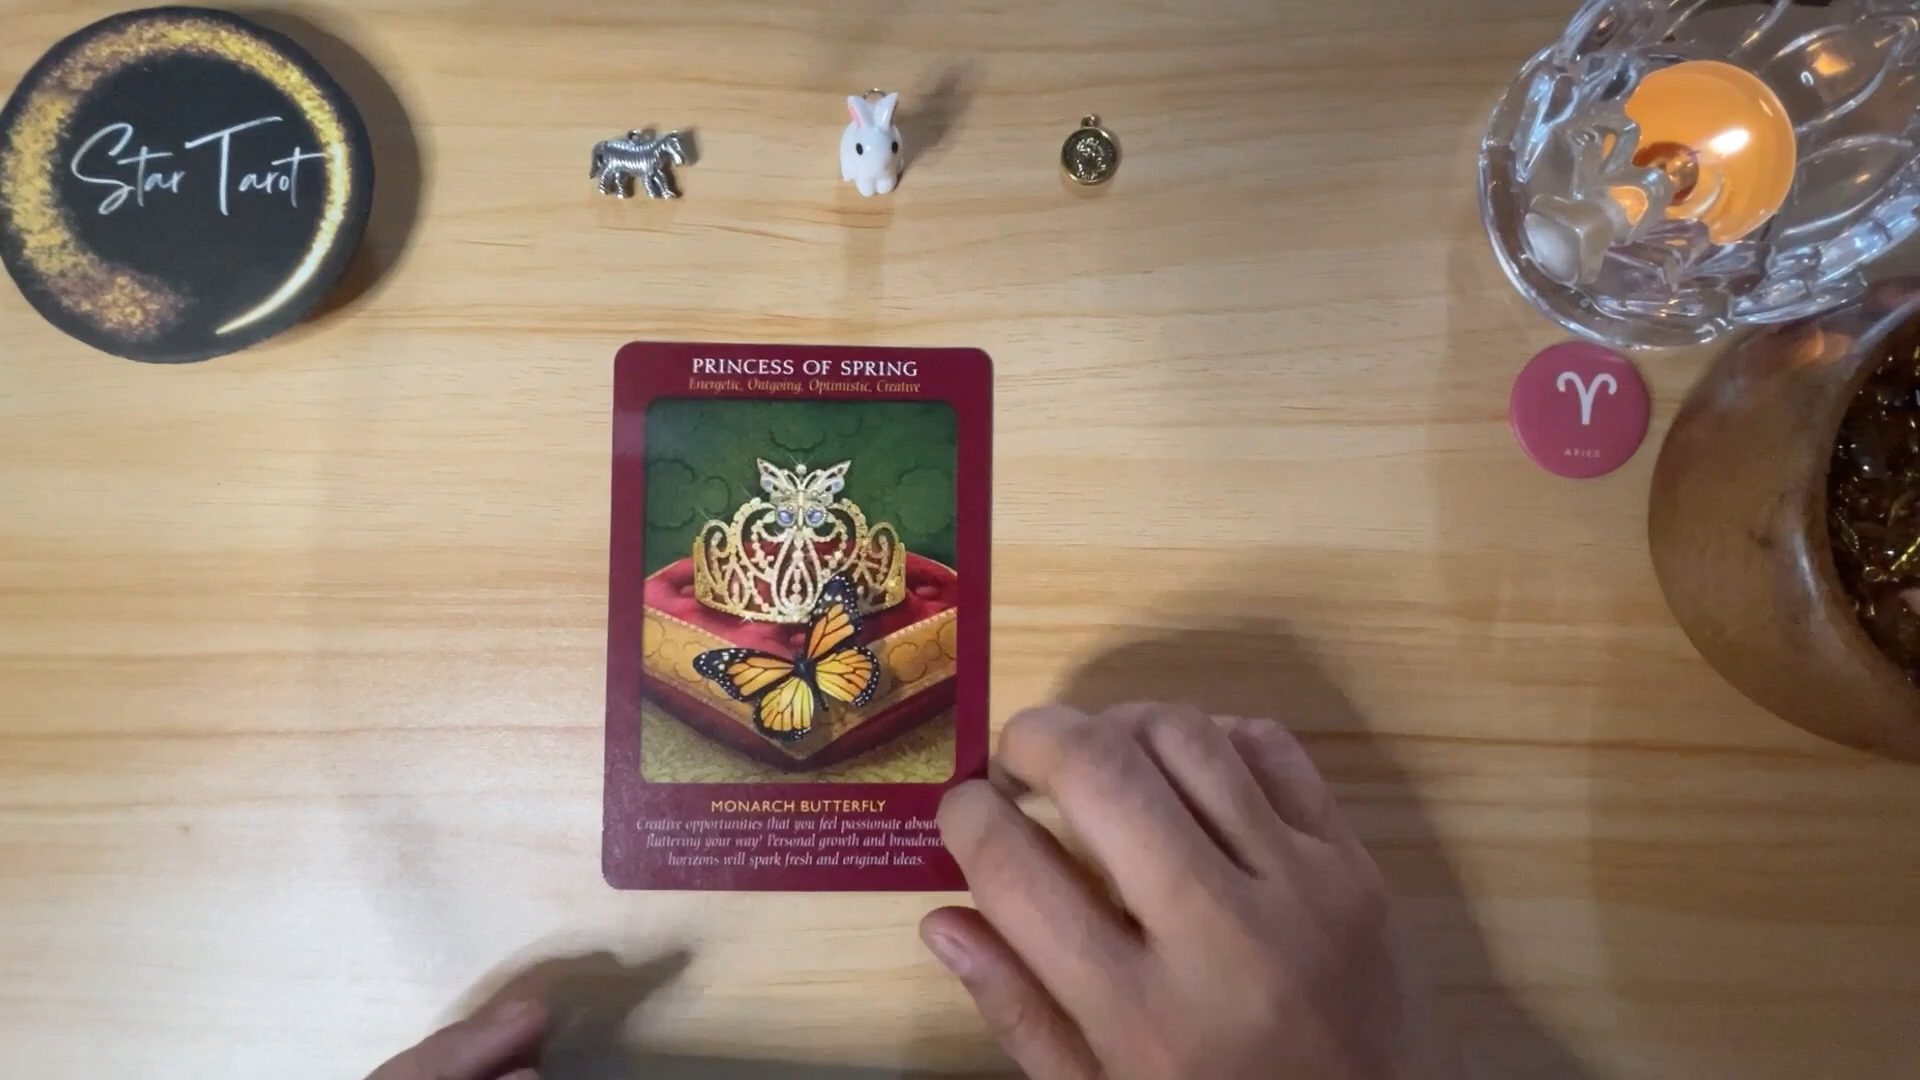 Star Tarot
PRINCESS OF SPRING
Energetic, Outgoing, Optimistic, Creative
ARIES
MONARCH BUTTERFLY
Creative opportunities that you feel passionate about
fluttering your way! Personal growth and
horizons will spark fresh and original ideas.